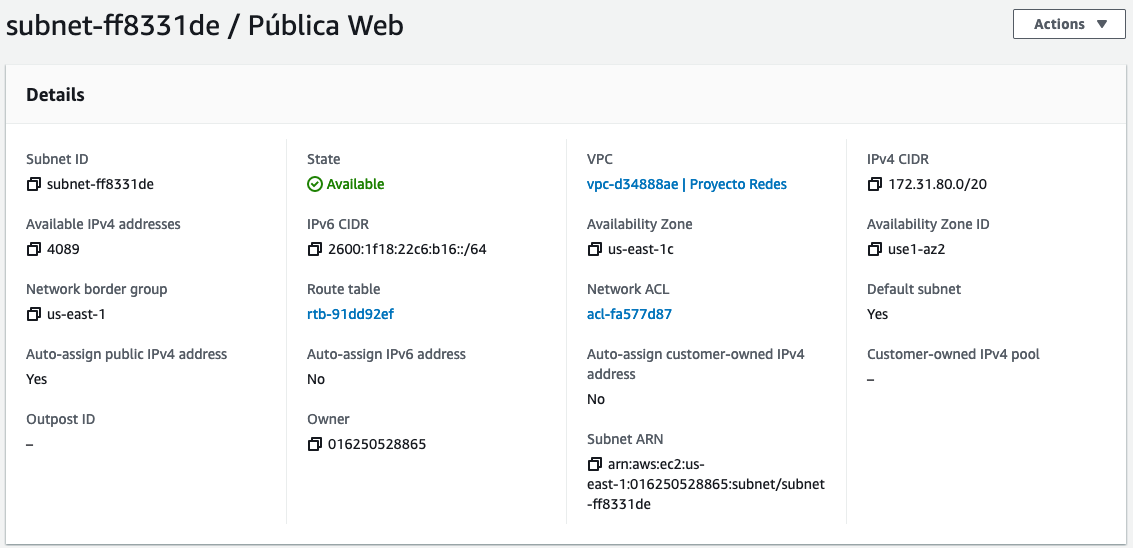 subnet-ff8331de / Pública Web
Actions
Details
Subnet ID
subnet-ff8331de
State
Available
VPC
vpc-d34888ae | Proyecto Redes
IPv4 CIDR
172.31.80.0/20
Available IPv4 addresses
4089
IPv6 CIDR
2600:1f18:22c6:b16::/64
Availability Zone
us-east-1c
Availability Zone ID
use1-az2
Network border group
us-east-1
Route table
rtb-91dd92ef
Network ACL
acl-fa577d87
Default subnet
Yes
Auto-assign public IPv4 address
Yes
Auto-assign IPv6 address
No
Auto-assign customer-owned IPv4
address
No
Customer-owned IPv4 pool
–
Outpost ID
–
Owner
016250528865
Subnet ARN
arn:aws:ec2:us-
east-1:016250528865:subnet/subnet
-ff8331de